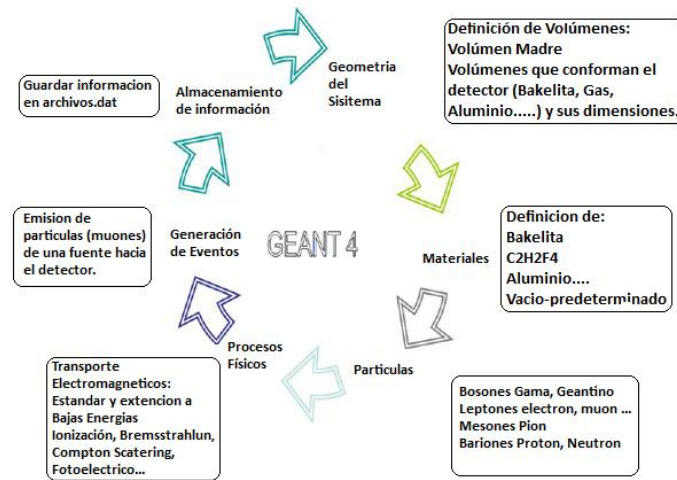 Geometria
del
Sisitema
Definición de Volúmenes:
Volúmen Madre
Volúmenes que conforman el
detector (Bakelita, Gas,
Aluminio.....) y sus dimensiones.
Guardar informacion
en archivos.dat
Almacenamiento
de información
Emision de
particulas (muones)
de una fuente hacia
el detector.
Generación
de Eventos
GEANT 4
Materiales
Definicion de:
Bakelita
C2H2F4
Aluminio....
Vacio-predeterminado
Procesos
Físicos
Particulas
Transporte
Electromagneticos:
Estandar y extencion a
Bajas Energias
Ionización, Bremsstrahlun,
Compton Scatering,
Fotoelectrico...
Bosones Gama, Geantino
Leptones electron, muon ...
Mesones Pion
Bariones Proton, Neutron